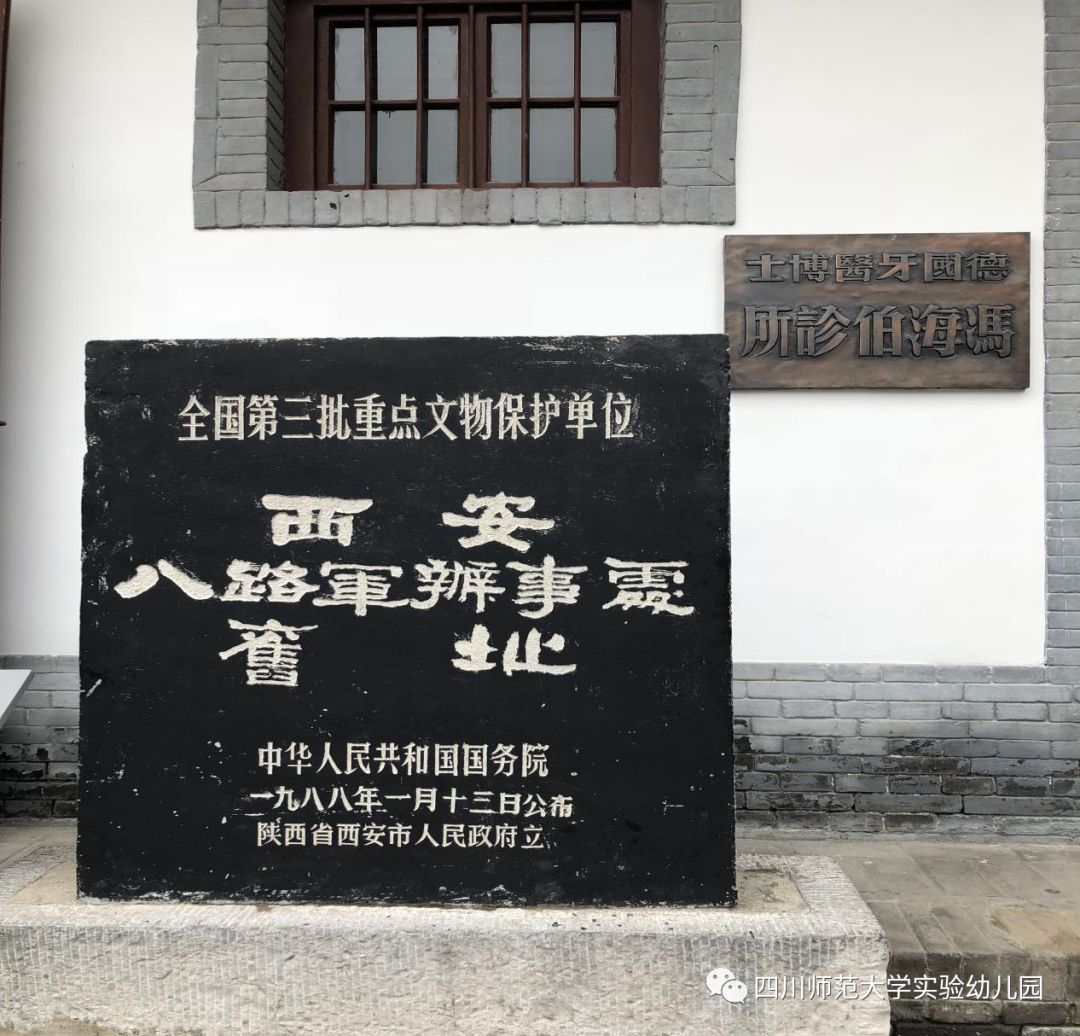 全国第三批重点文物保护单位
西安
八路軍辦事處
舊址
中华人民共和国国务院
一九八八年一月十三日公布
陕西省西安市人民政府立
德國牙醫博士
馮海伯診所
四川师范大学实验幼儿园